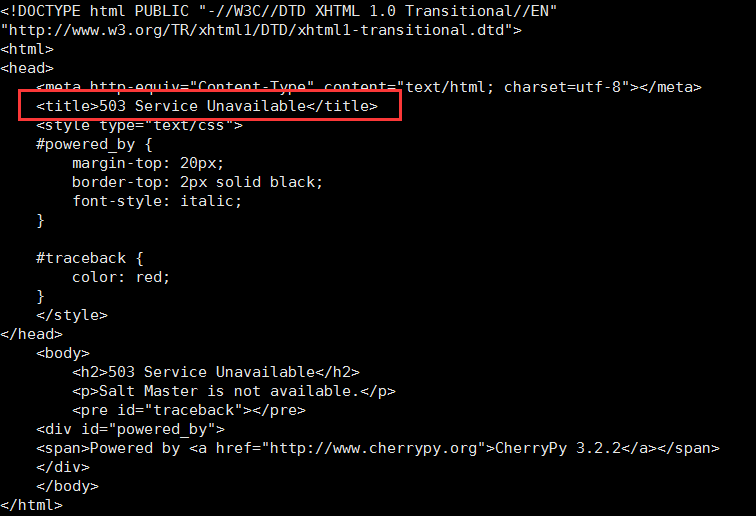 <!DOCTYPE html PUBLIC "-//W3C//DTD XHTML 1.0 Transitional//EN"
"http://www.w3.org/TR/xhtml1/DTD/xhtml1-transitional.dtd">
<html>
<head>
    <meta http-equiv="Content-Type" content="text/html; charset=utf-8"></meta>
    <title>503 Service Unavailable</title>
    <style type="text/css">
    #powered_by {
        margin-top: 20px;
        border-top: 2px solid black;
        font-style: italic;
    }

    #traceback {
        color: red;
    }
    </style>
</head>
    <body>
        <h2>503 Service Unavailable</h2>
        <p>Salt Master is not available.</p>
        <pre id="traceback"></pre>
    <div id="powered_by">
    <span>Powered by <a href="http://www.cherrypy.org">CherryPy 3.2.2</a></span>
    </div>
    </body>
</html>